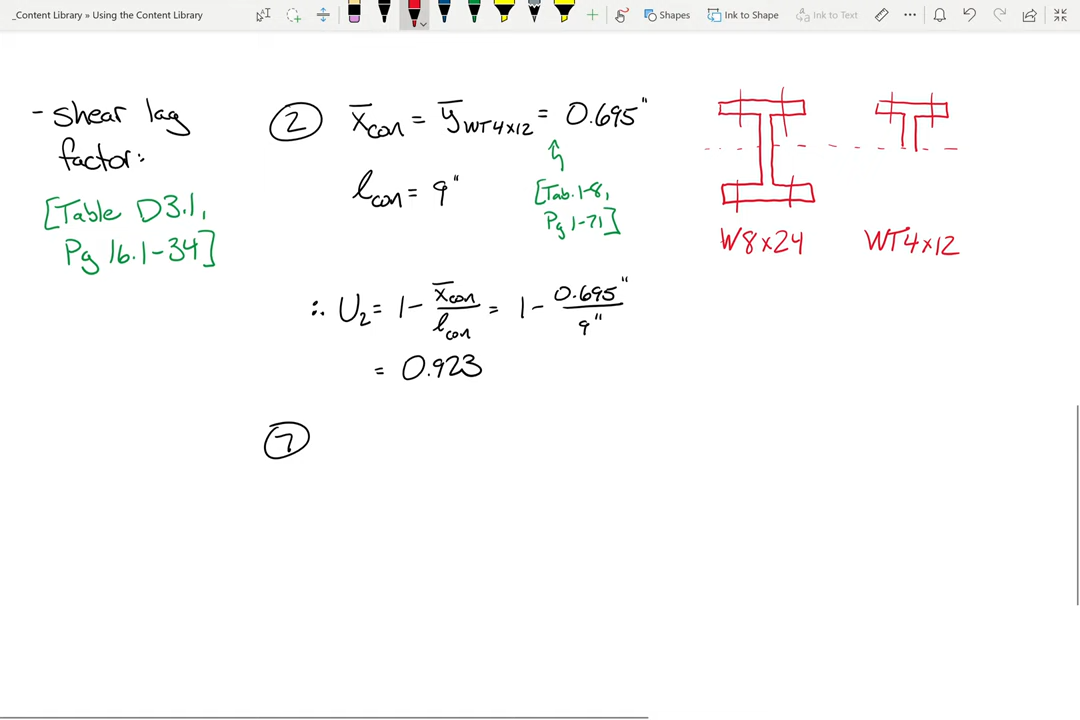 _Content Library » Using the Content Library
Shapes
Ink to Shape
Ink to Text
- shear lag
factor:
[Table D3.1,
Pg 16.1-34]
② x̄con = ȳWT4x12 = 0.695"
lcon = 9"
[Tab. 1-8,
Pg 1-71]
∴ U₂ = 1 - x̄con/lcon = 1 - 0.695"/9"
= 0.923
⑦
W8x24
WT4x12